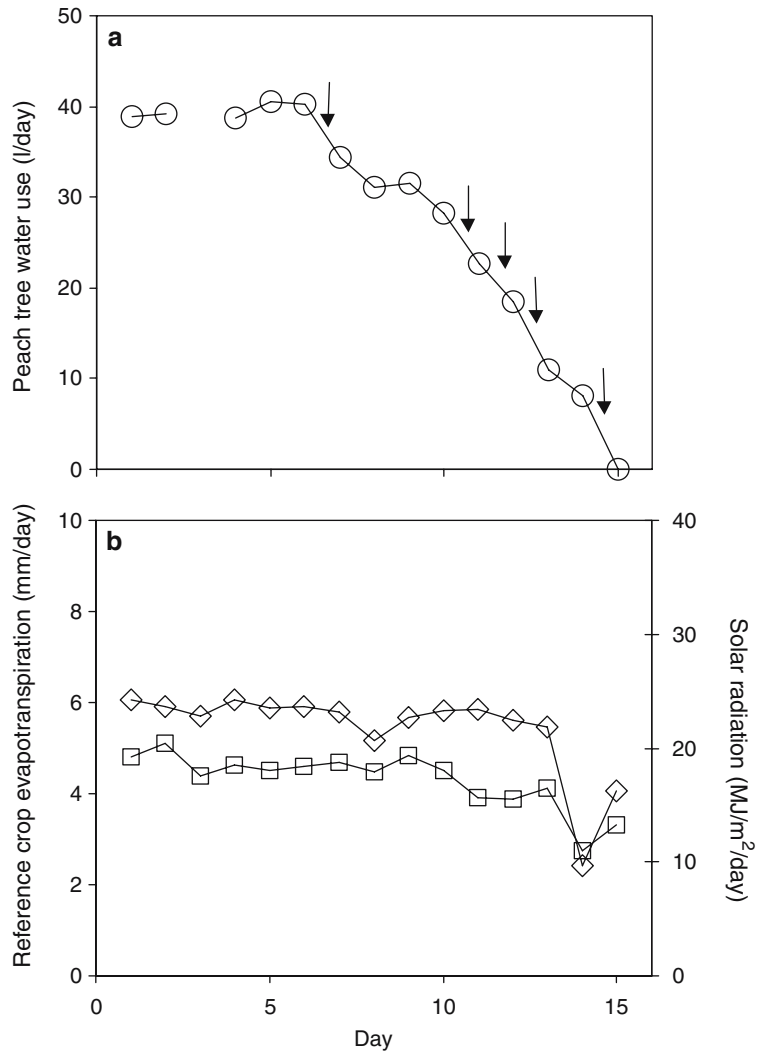 a
50
40
30
20
10
0
Peach tree water use (l/day)
b
10
8
6
4
2
0
Reference crop evapotranspiration (mm/day)
40
30
20
10
0
Solar radiation (MJ/m²/day)
0 5 10 15
Day